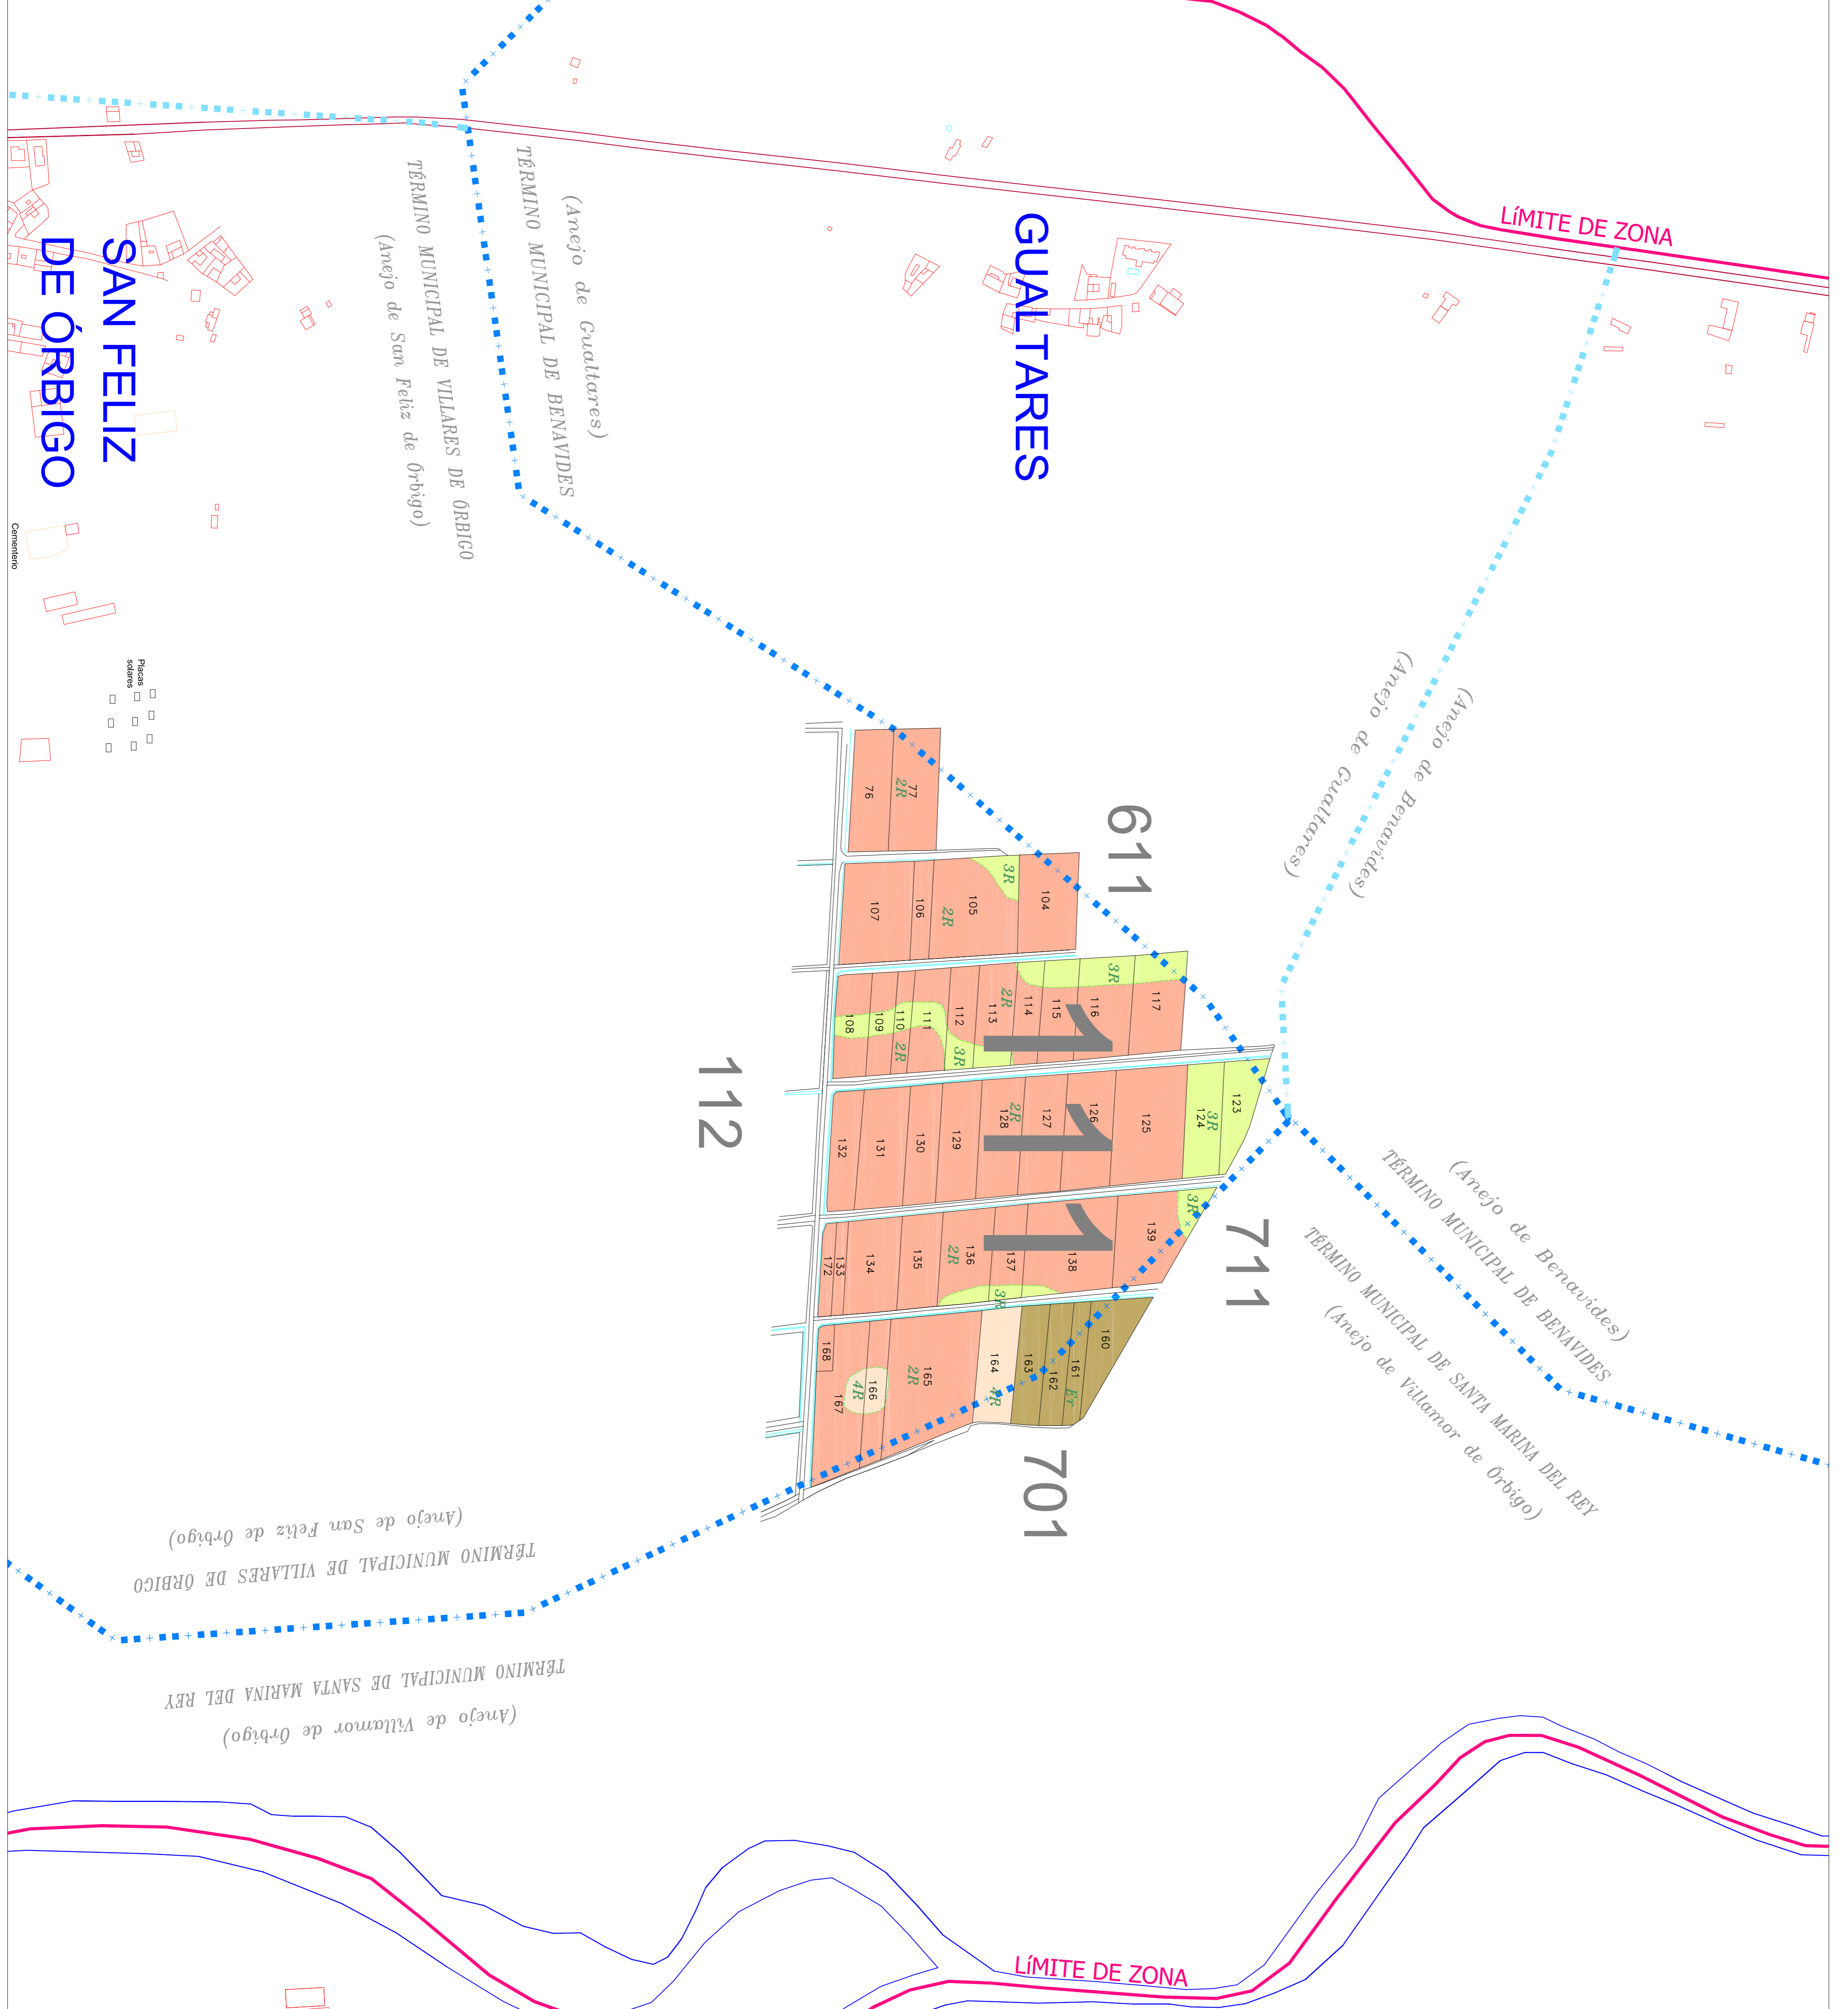 LíMITE DE ZONA
GUALTARES
SAN FELIZ
DE ÓRBIGO
(Anejo de Gualtares)
TÉRMINO MUNICIPAL DE BENAVIDES
TÉRMINO MUNICIPAL DE VILLARES DE ÓRBIGO
(Anejo de San Feliz de Órbigo)
Cementerio
Placas
solares
(Anejo de Benavides)
(Anejo de Gualtares)
611
111
112
711
701
76
77
2R
104
3R
105
2R
106
107
117
3R
116
115
114
2R
113
112
3R
111
110
2R
109
108
123
3R
124
125
126
127
2R
128
129
130
131
132
3R
139
138
137
3R
136
2R
135
134
133
172
160
161
Er
162
163
164
4R
165
2R
166
4R
167
168
(Anejo de Benavides)
TÉRMINO MUNICIPAL DE BENAVIDES
TÉRMINO MUNICIPAL DE SANTA MARINA DEL REY
(Anejo de Villamor de Órbigo)
(Anejo de San Feliz de Órbigo)
TÉRMINO MUNICIPAL DE VILLARES DE ÓRBIGO
TÉRMINO MUNICIPAL DE SANTA MARINA DEL REY
(Anejo de Villamor de Órbigo)
LíMITE DE ZONA